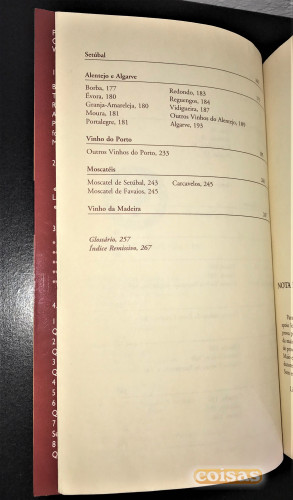 Setúbal
Alentejo e Algarve
Borba, 177
Évora, 180
Granja-Amareleja, 180
Moura, 181
Portalegre, 181
Redondo, 183
Reguengos, 184
Vidigueira, 187
Outros Vinhos do Alentejo, 189
Algarve, 193
Vinho do Porto
Outros Vinhos do Porto, 233
Moscatéis
Moscatel de Setúbal, 243
Moscatel de Favaios, 245
Carcavelos, 245
Vinho da Madeira
Glossário, 257
Índice Remissivo, 267
NOTA
coisas